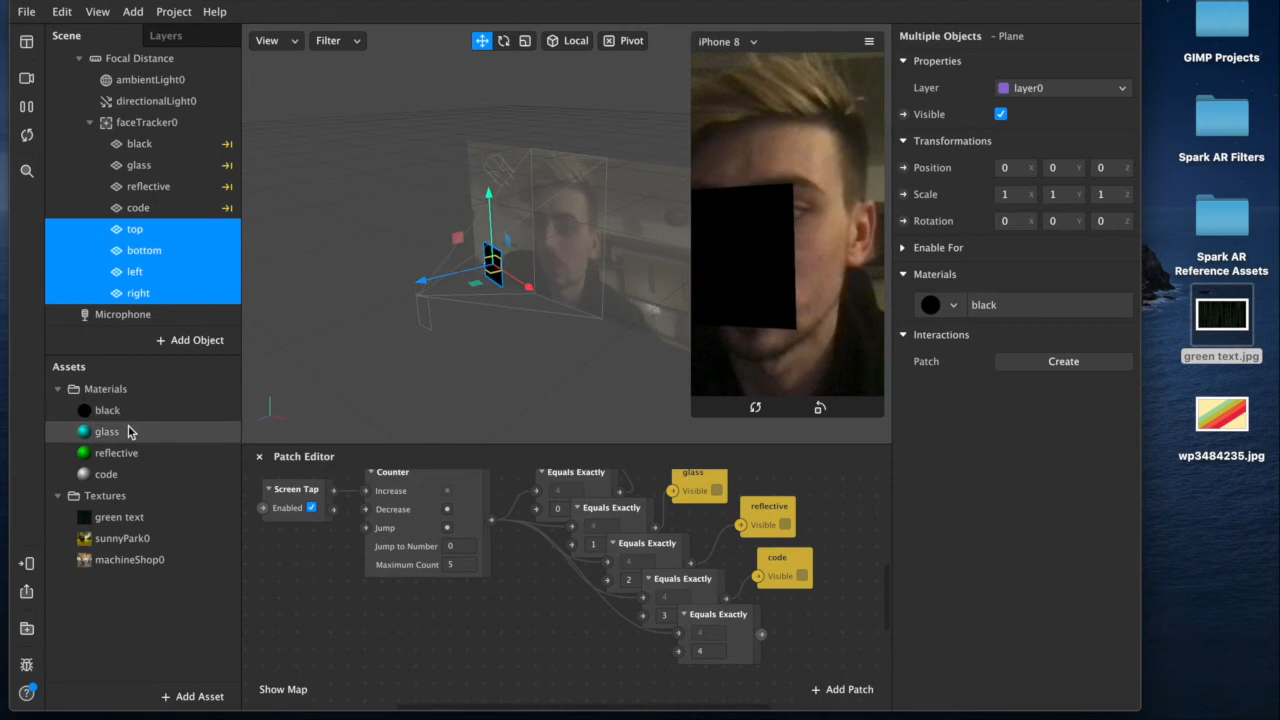 File Edit View Add Project Help
Scene Layers
Focal Distance
ambientLight0
directionalLight0
faceTracker0
black
glass
reflective
code
top
bottom
left
right
Microphone
+ Add Object
Assets
Materials
black
glass
reflective
code
Textures
green text
sunnyPark0
machineShop0
+ Add Asset
View Filter Local Pivot
iPhone 8
Patch Editor
Screen Tap
Enabled
Counter
Increase
Decrease
Jump
Jump to Number 0
Maximum Count 5
Equals Exactly
4
0
Equals Exactly
4
1
Equals Exactly
4
2
Equals Exactly
4
3
Equals Exactly
4
4
glass
Visible
reflective
Visible
code
Visible
Show Map
+ Add Patch
Multiple Objects - Plane
Properties
Layer layer0
Visible
Transformations
Position 0 X 0 Y 0 Z
Scale 1 X 1 Y 1 Z
Rotation 0 X 0 Y 0 Z
Enable For
Materials
black
Interactions
Patch Create
GIMP Projects
Spark AR Filters
Spark AR
Reference Assets
green text.jpg
wp3484235.jpg